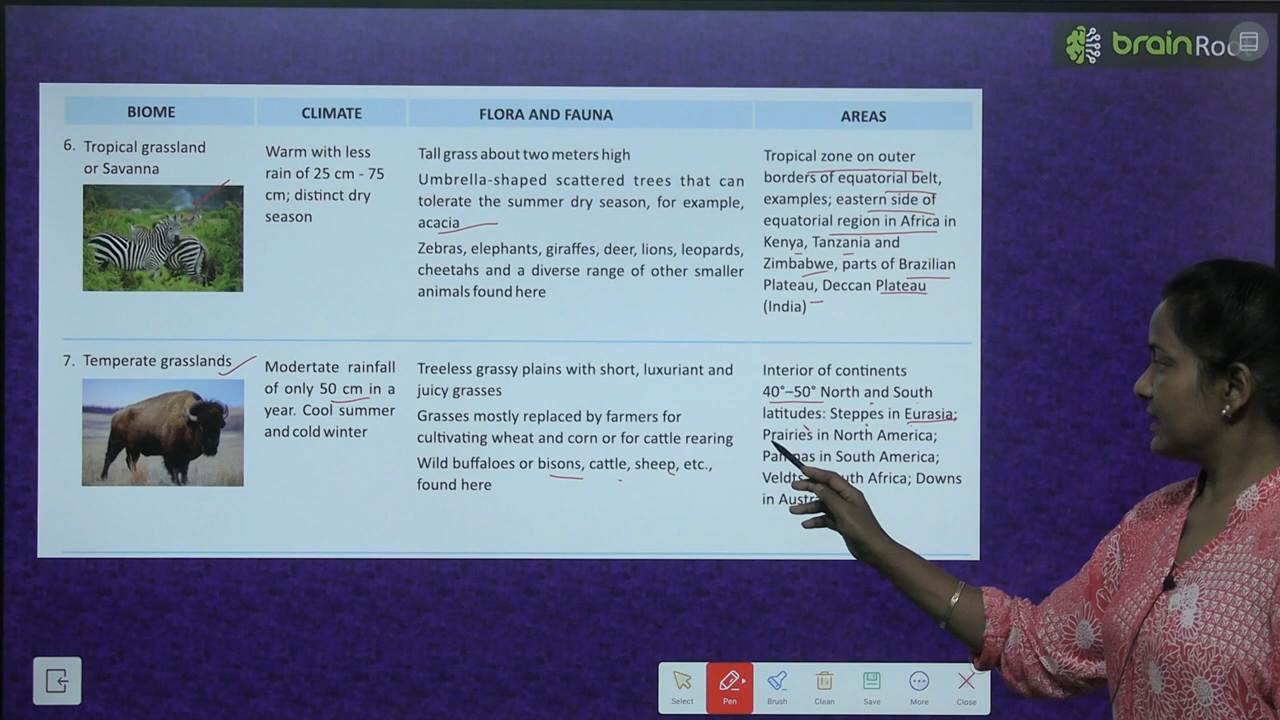 brainRoot
BIOME
CLIMATE
FLORA AND FAUNA
AREAS
6. Tropical grassland
or Savanna
Warm with less
rain of 25 cm - 75
cm; distinct dry
season
Tall grass about two meters high
Umbrella-shaped scattered trees that can
tolerate the summer dry season, for example,
acacia
Zebras, elephants, giraffes, deer, lions, leopards,
cheetahs and a diverse range of other smaller
animals found here
Tropical zone on outer
borders of equatorial belt,
examples; eastern side of
equatorial region in Africa in
Kenya, Tanzania and
Zimbabwe, parts of Brazilian
Plateau, Deccan Plateau
(India)
7. Temperate grasslands
Modertate rainfall
of only 50 cm in a
year. Cool summer
and cold winter
Treeless grassy plains with short, luxuriant and
juicy grasses
Grasses mostly replaced by farmers for
cultivating wheat and corn or for cattle rearing
Wild buffaloes or bisons, cattle, sheep, etc.,
found here
Interior of continents
40°–50° North and South
latitudes: Steppes in Eurasia;
Prairies in North America;
Pampas in South America;
Veldts Africa; Downs
in
Select
Pen
Brush
Clean
Save
More
Close